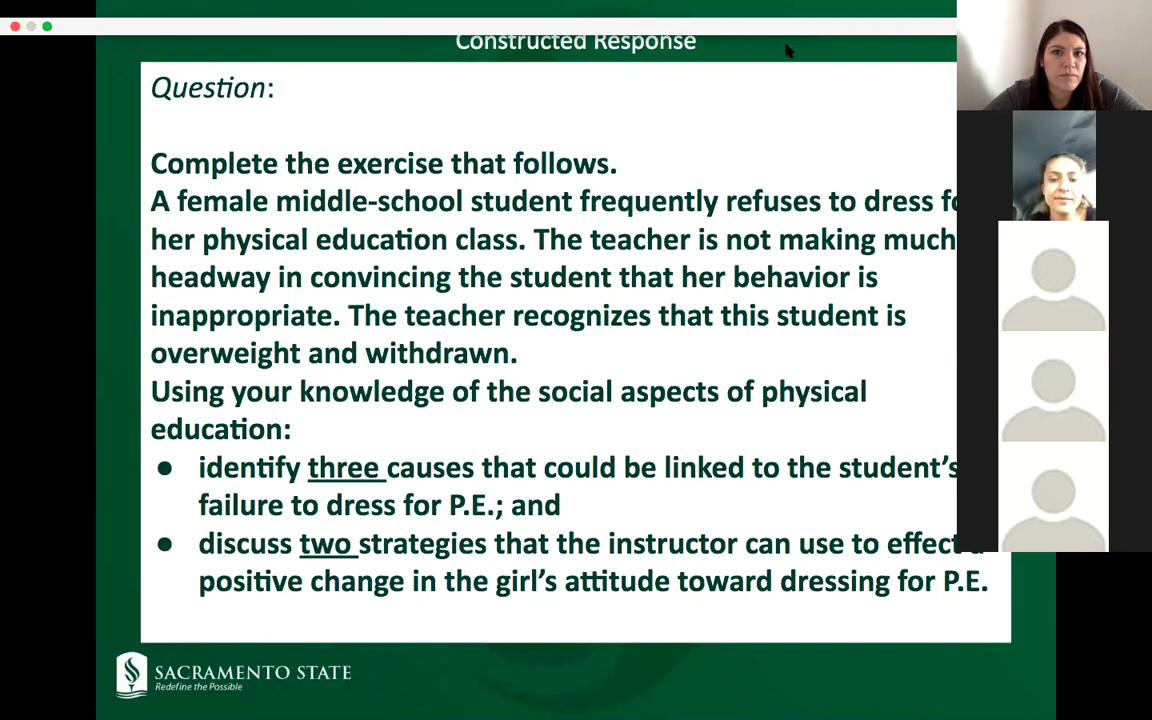 Constructed Response
Question:
Complete the exercise that follows.
A female middle-school student frequently refuses to dress
her physical education class. The teacher is not making much
headway in convincing the student that her behavior is
inappropriate. The teacher recognizes that this student is
overweight and withdrawn.
Using your knowledge of the social aspects of physical
education:
● identify three causes that could be linked to the student's
failure to dress for P.E.; and
● discuss two strategies that the instructor can use to effect
positive change in the girl's attitude toward dressing for P.E.
SACRAMENTO STATE
Redefine the Possible